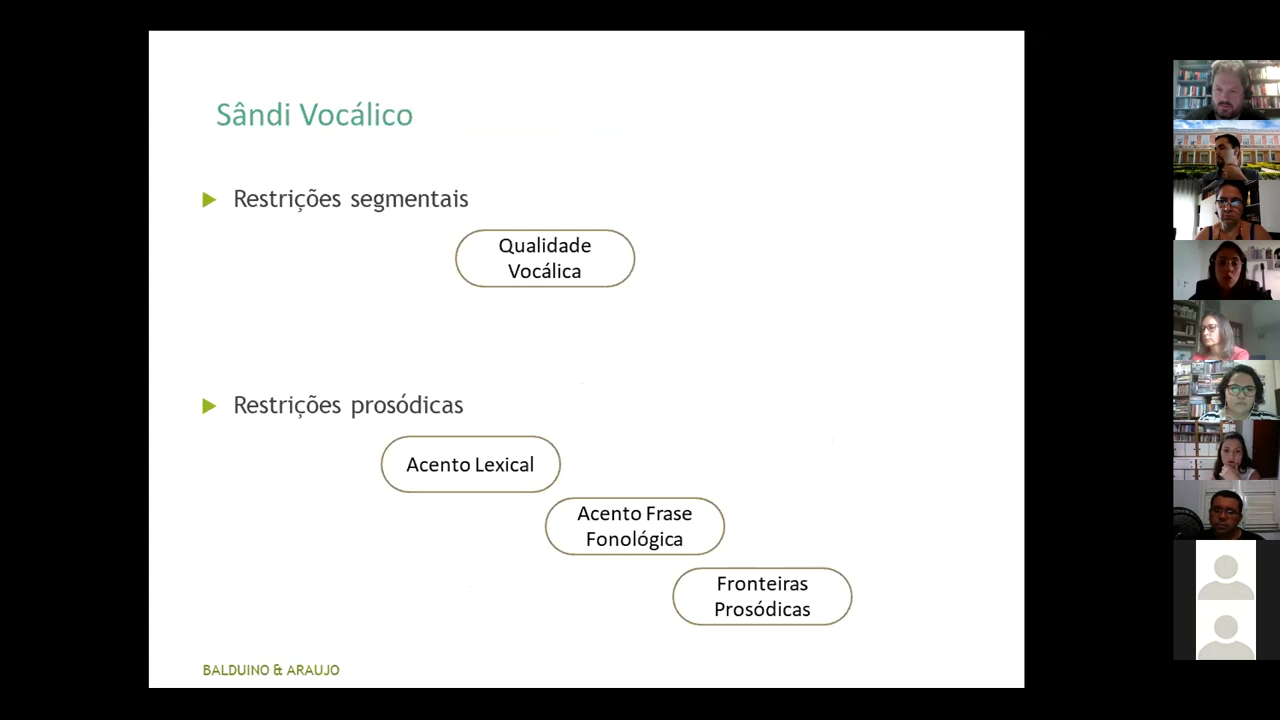 Sândi Vocálico
Restrições segmentais
Qualidade
Vocálica
Restrições prosódicas
Acento Lexical
Acento Frase
Fonológica
Fronteiras
Prosódicas
BALDUINO & ARAUJO